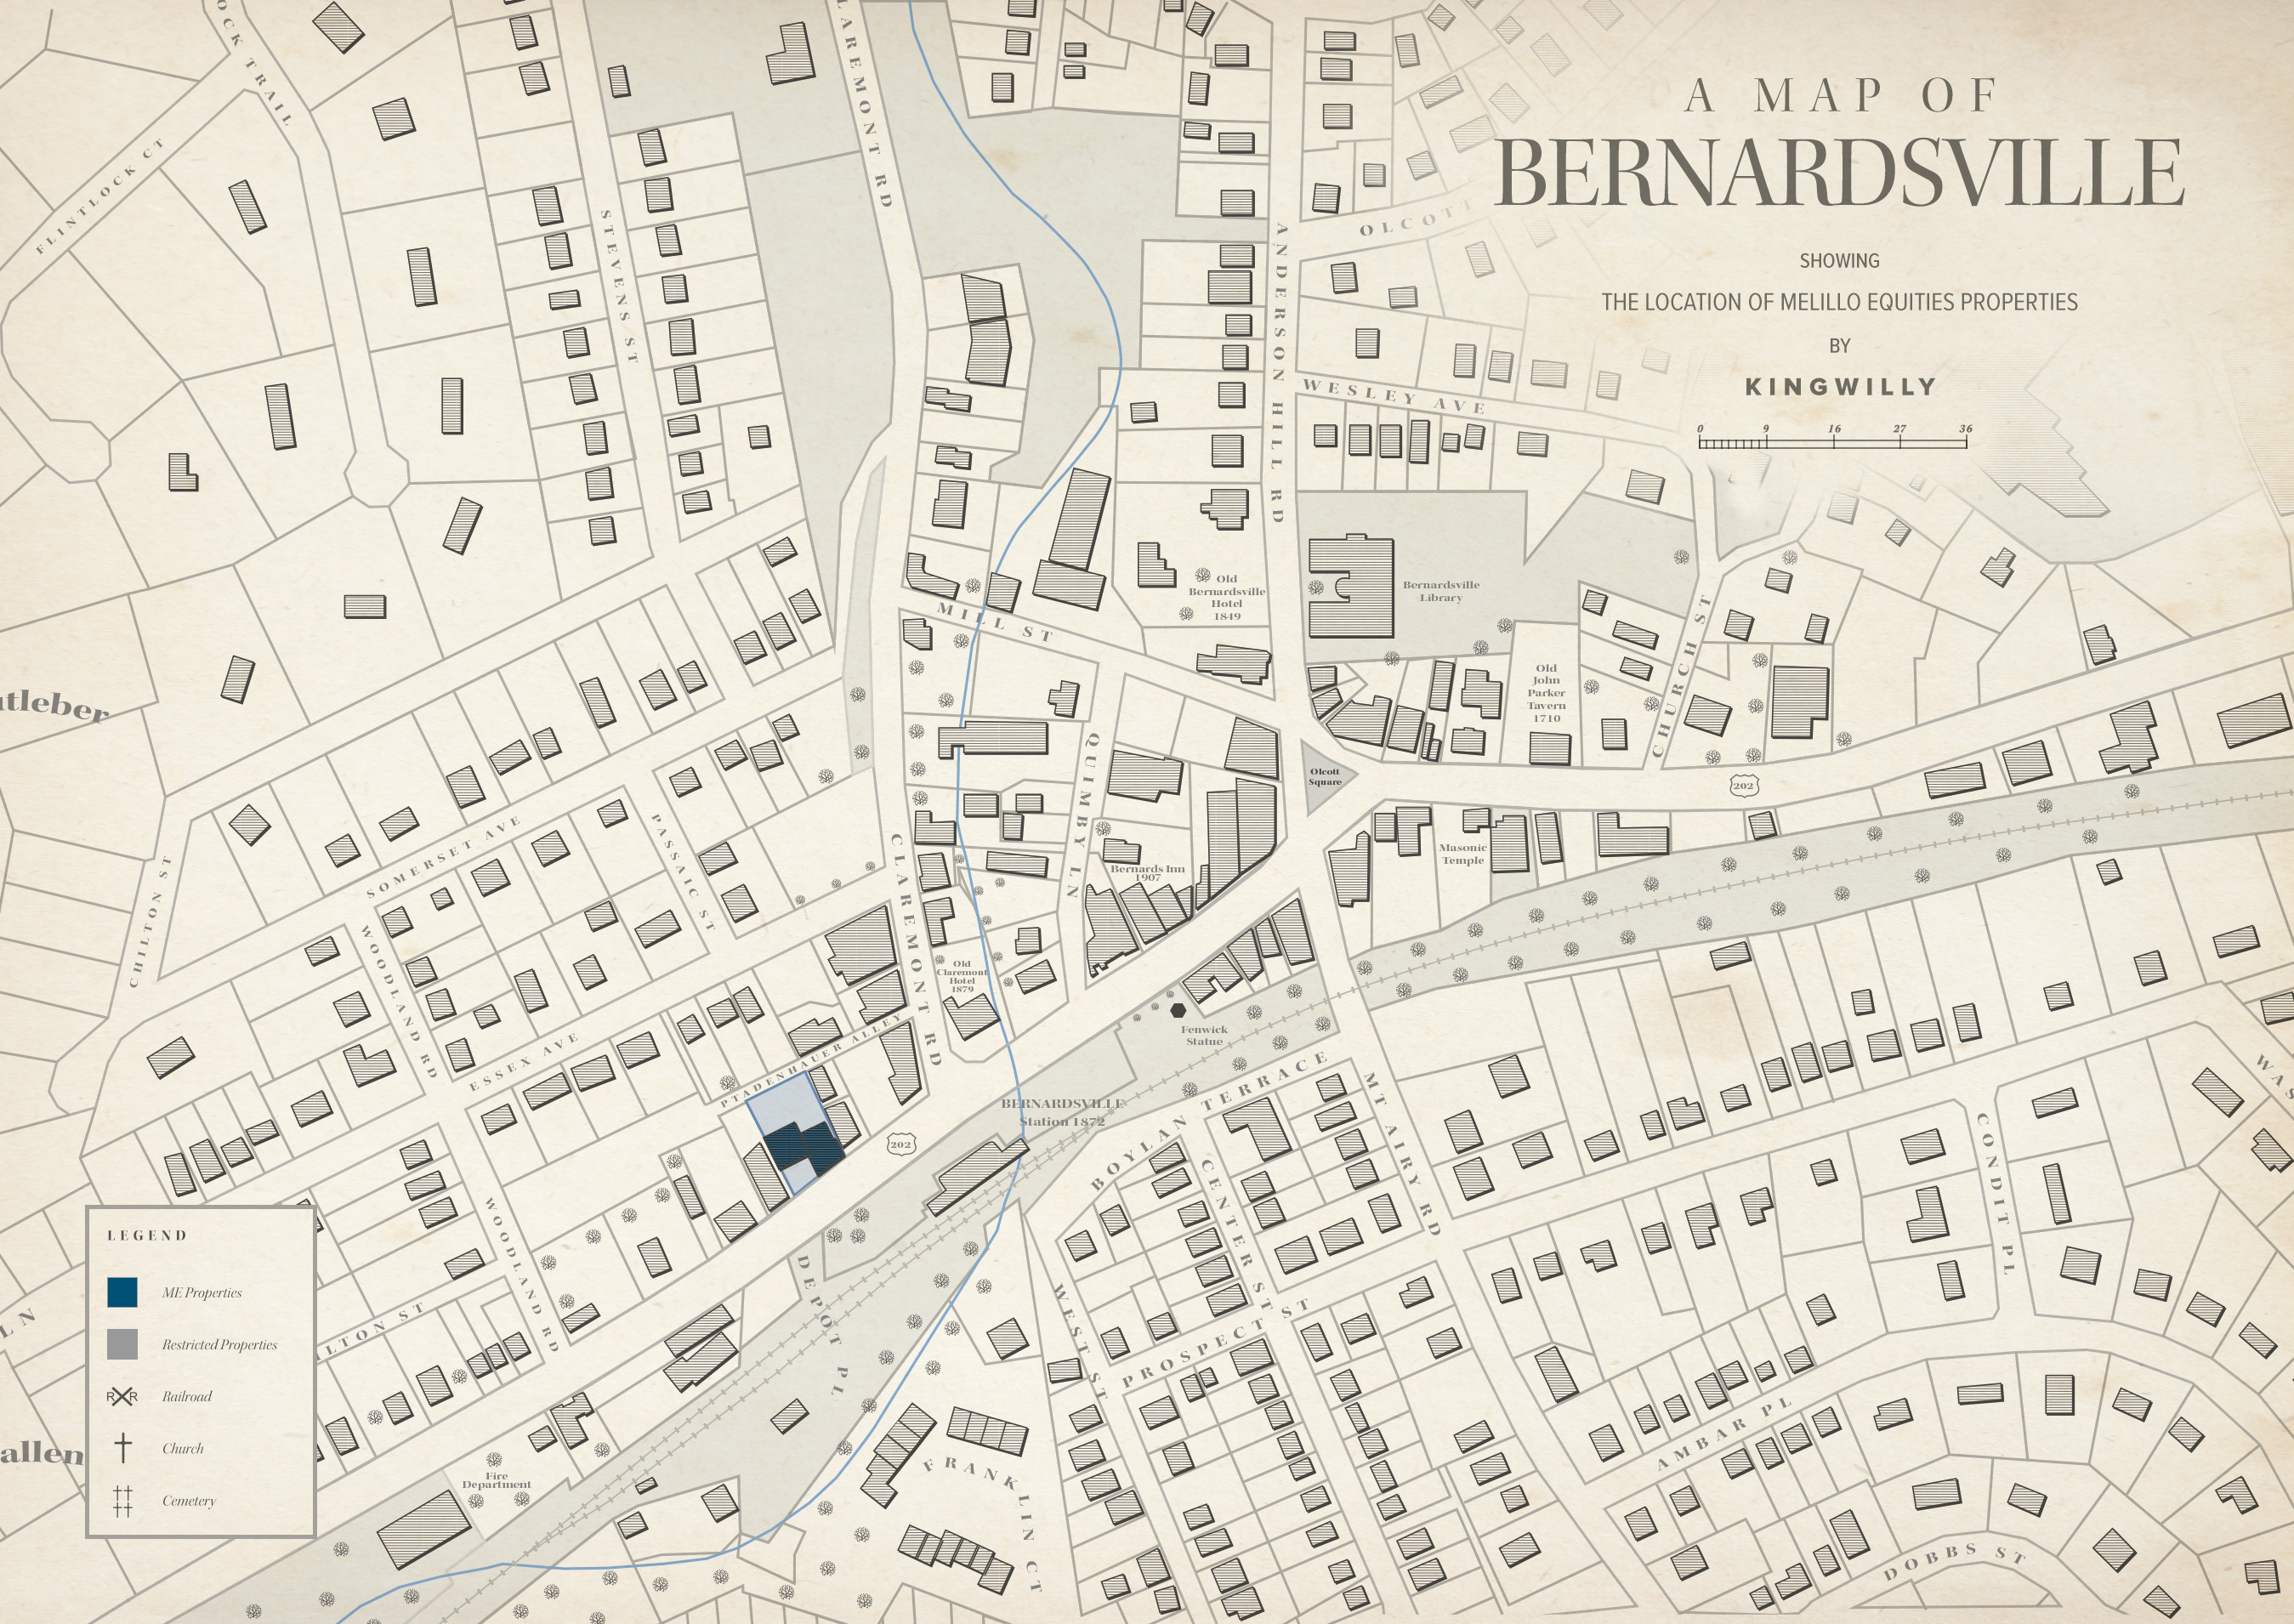 A MAP OF
BERNARDSVILLE
SHOWING
THE LOCATION OF MELILLO EQUITIES PROPERTIES
BY
KINGWILLY
0 9 16 27 36
OCK TRAIL
FLINTLOCK CT
STEVENS ST
LAREMONT RD
ANDERSON HILL RD
OLCOTT
WESLEY AVE
MILL ST
Old
Bernardsville
Hotel
1849
Bernardsville
Library
Old
John
Parker
Tavern
1710
CHURCH ST
Olcott
Square
202
Masonic
Temple
QUIMBY LN
Bernards Inn
1907
CLAREMONT RD
Old
Claremont
Hotel
1879
utleber
CHILTON ST
SOMERSET AVE
PASSAIC ST
WOODLAND RD
ESSEX AVE
PTADENHAUER ALLEY
Fenwick
Statue
BERNARDSVILLE
Station 1872
202
BOYLAN TERRACE
MT AIRY RD
CENTER ST
WEST ST
PROSPECT ST
CONDIT PL
WAS
AMBAR PL
DOBBS ST
DEPOT PL
FRANKLIN CT
WOODLAND RD
LTON ST
LN
allen
Fire
Department
LEGEND
ME Properties
Restricted Properties
RXR Railroad
Church
Cemetery